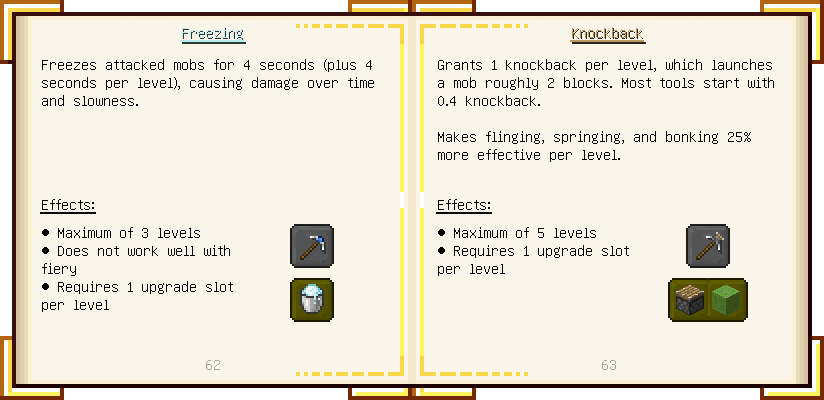 Freezing
Freezes attacked mobs for 4 seconds (plus 4
seconds per level), causing damage over time
and slowness.
Effects:
● Maximum of 3 levels
● Does not work well with
fiery
● Requires 1 upgrade slot
per level
62
Knockback
Grants 1 knockback per level, which launches
a mob roughly 2 blocks. Most tools start with
0.4 knockback.
Makes flinging, springing, and bonking 25%
more effective per level.
Effects:
● Maximum of 5 levels
● Requires 1 upgrade slot
per level
63